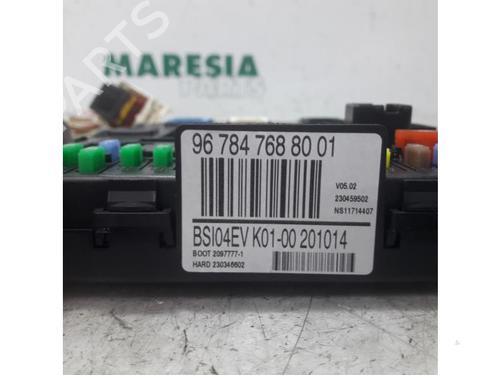 MARESIA
PARTS
PARTS
96 784 768 80 01
V05.02
230459502
NS11714407
BSI04EV K01-00 201014
BOOT 2097777-1
HARD 230346602